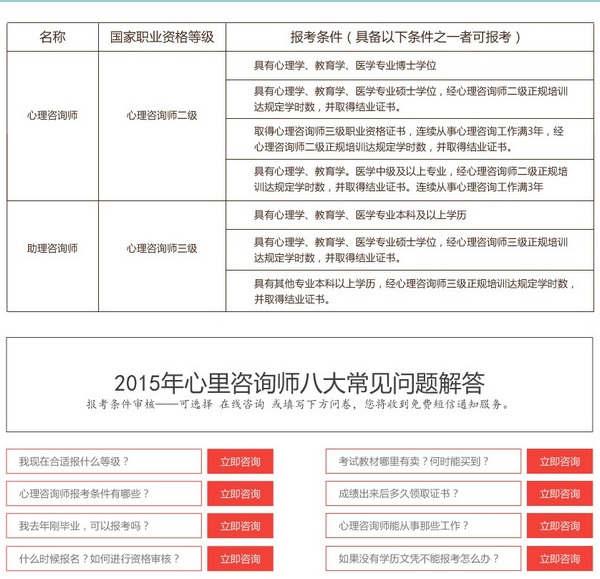 名称 国家职业资格等级 报考条件（具备以下条件之一者可报考）
心理咨询师 心理咨询师二级
具有心理学、教育学、医学专业博士学位
具有心理学、教育学、医学专业硕士学位，经心理咨询师二级正规培训
达规定学时数，并取得结业证书。
取得心理咨询师三级职业资格证书，连续从事心理咨询工作满3年，经
心理咨询师二级正规培训达规定学时数，并取得结业证书。
具有心理学、教育学。医学中级及以上专业，经心理咨询师二级正规培
训达规定学时数，并取得结业证书。连续从事心理咨询工作满3年
助理咨询师 心理咨询师三级
具有心理学、教育学、医学专业本科及以上学历
具有心理学、教育学、医学专业硕士学位，经心理咨询师三级正规培训
达规定学时数，并取得结业证书。
具有其他专业本科以上学历，经心理咨询师三级正规培训达规定学时数，
并取得结业证书。
2015年心里咨询师八大常见问题解答
报考条件审核——可选择 在线咨询 或填写下方问卷，您将收到免费短信通知服务。
我现在合适报什么等级？ 立即咨询 考试教材哪里有卖？何时能买到？ 立即咨询
心理咨询师报考条件有哪些？ 立即咨询 成绩出来后多久领取证书？ 立即咨询
我去年刚毕业，可以报考吗？ 立即咨询 心理咨询师能从事那些工作？ 立即咨询
什么时候报名？如何进行资格审核？ 立即咨询 如果没有学历文凭不能报考怎么办？ 立即咨询